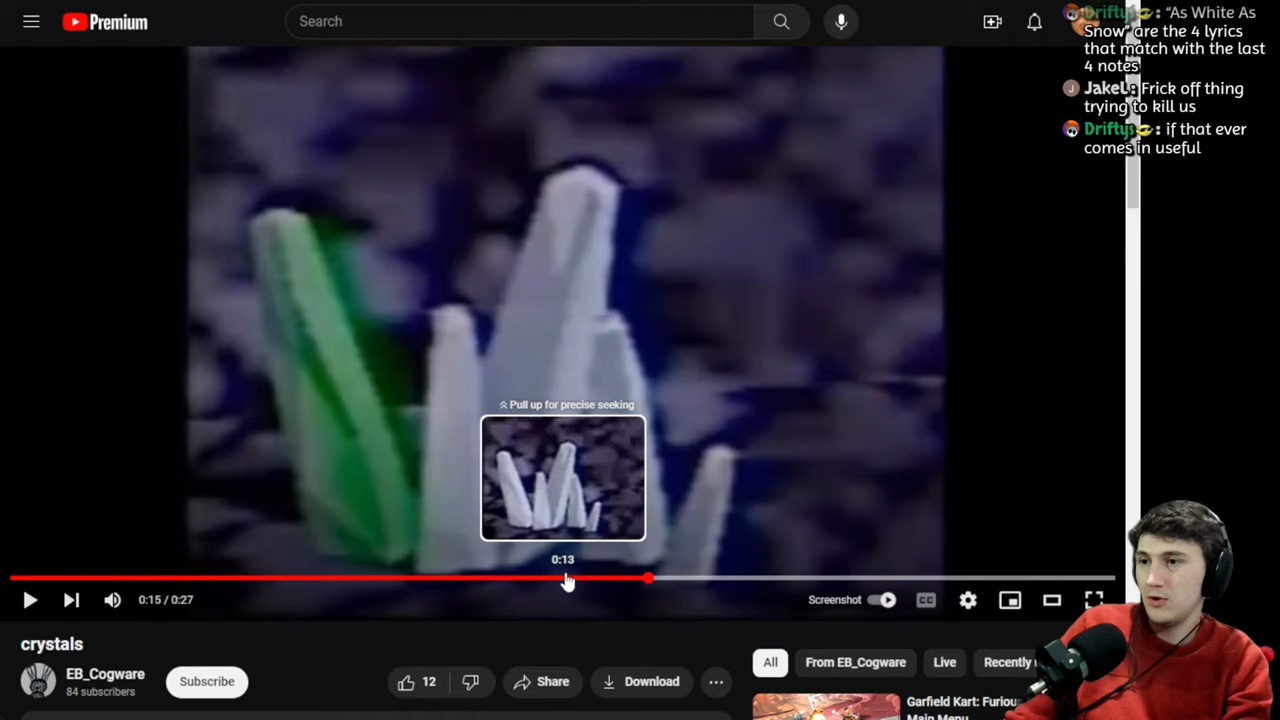 Premium
Search
Driftys: “As White As
Snow” are the 4 lyrics
that match with the last
4 notes
JakeL: Frick off thing
trying to kill us
Driftys: if that ever
comes in useful
Pull up for precise seeking
0:13
0:15 / 0:27
Screenshot
CC
crystals
EB_Cogware
84 subscribers
Subscribe
12
Share
Download
All
From EB_Cogware
Live
Recently
Garfield Kart: Furiou
Main Menu